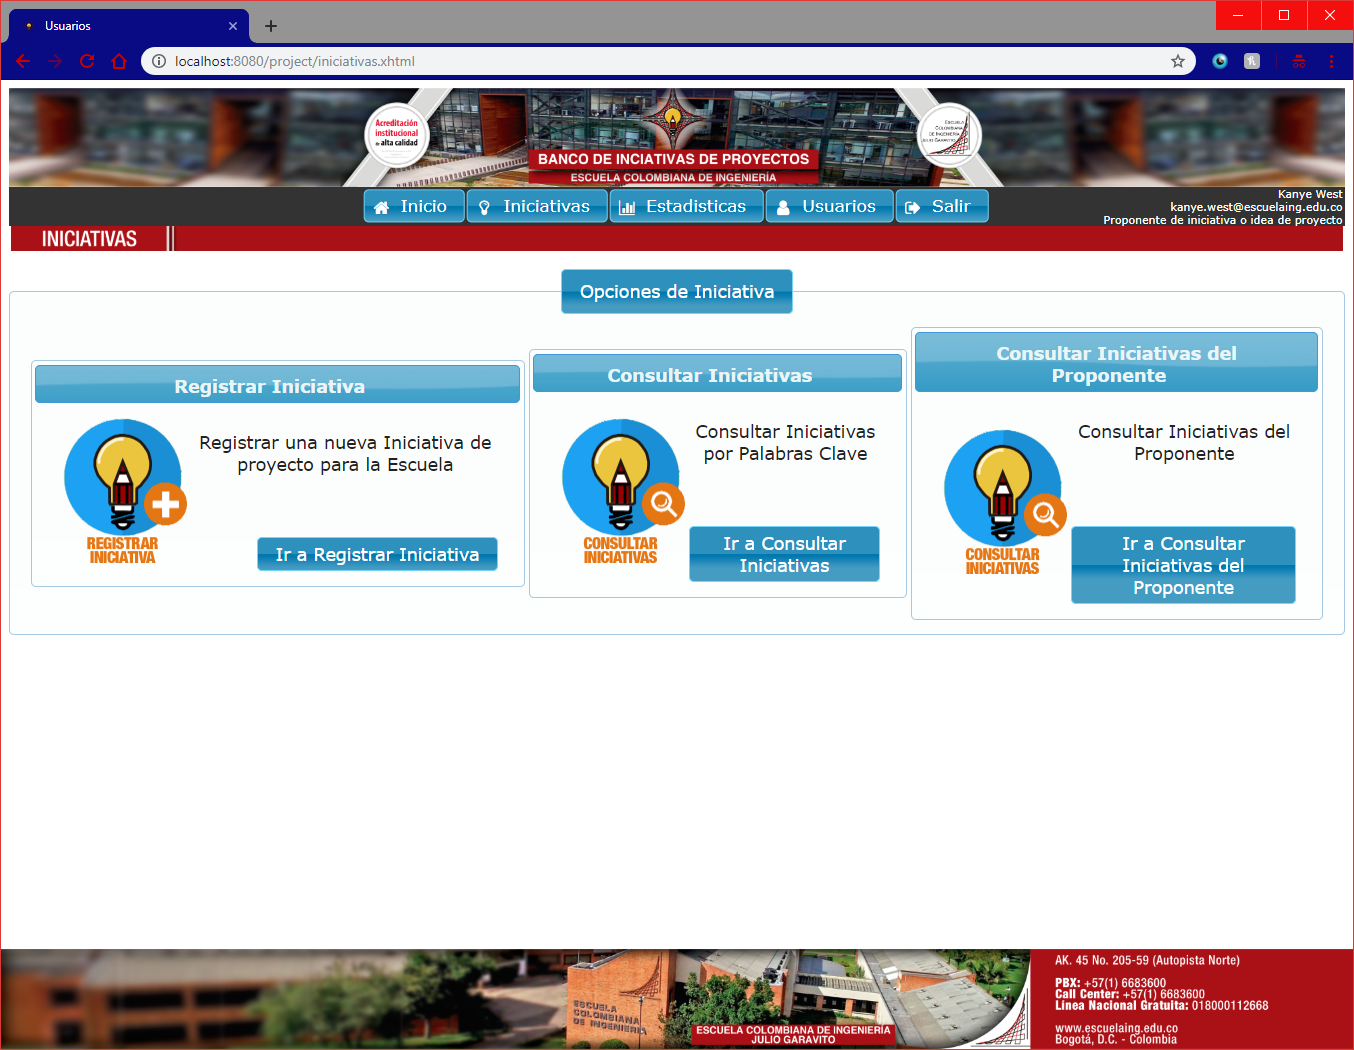 Usuarios
localhost:8080/project/iniciativas.xhtml
Acreditación
institucional
de alta calidad
BANCO DE INCIATIVAS DE PROYECTOS
ESCUELA COLOMBIANA DE INGENIERÍA
ESCUELA
COLOMBIANA
DE INGENIERÍA
JULIO GARAVITO
Inicio
Iniciativas
Estadisticas
Usuarios
Salir
Kanye West
kanye.west@escuelaing.edu.co
Proponente de iniciativa o idea de proyecto
INICIATIVAS
Opciones de Iniciativa
Registrar Iniciativa
Registrar una nueva Iniciativa de
proyecto para la Escuela
REGISTRAR
INICIATIVA
Ir a Registrar Iniciativa
Consultar Iniciativas
Consultar Iniciativas
por Palabras Clave
CONSULTAR
INICIATIVAS
Ir a Consultar
Iniciativas
Consultar Iniciativas del
Proponente
Consultar Iniciativas del
Proponente
CONSULTAR
INICIATIVAS
Ir a Consultar
Iniciativas del
Proponente
ESCUELA
COLOMBIANA
DE INGENIERIA
ESCUELA COLOMBIANA DE INGENIERIA
JULIO GARAVITO
AK. 45 No. 205-59 (Autopista Norte)
PBX: +57(1) 6683600
Call Center: +57(1) 6683600
Línea Nacional Gratuita: 018000112668
www.escuelaing.edu.co
Bogotá, D.C. - Colombia